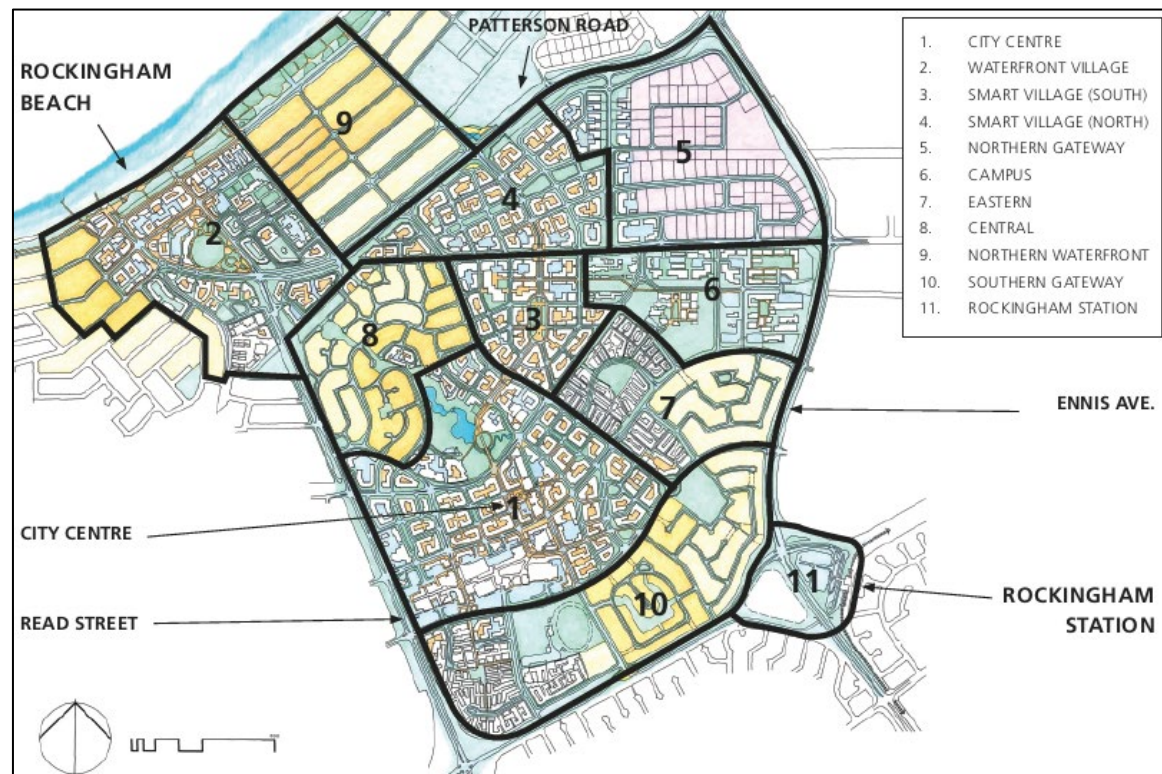 PATTERSON ROAD
ROCKINGHAM
BEACH
1. CITY CENTRE
2. WATERFRONT VILLAGE
3. SMART VILLAGE (SOUTH)
4. SMART VILLAGE (NORTH)
5. NORTHERN GATEWAY
6. CAMPUS
7. EASTERN
8. CENTRAL
9. NORTHERN WATERFRONT
10. SOUTHERN GATEWAY
11. ROCKINGHAM STATION
9
5
4
2
6
3
8
7
ENNIS AVE.
CITY CENTRE
1
11
10
ROCKINGHAM
STATION
READ STREET